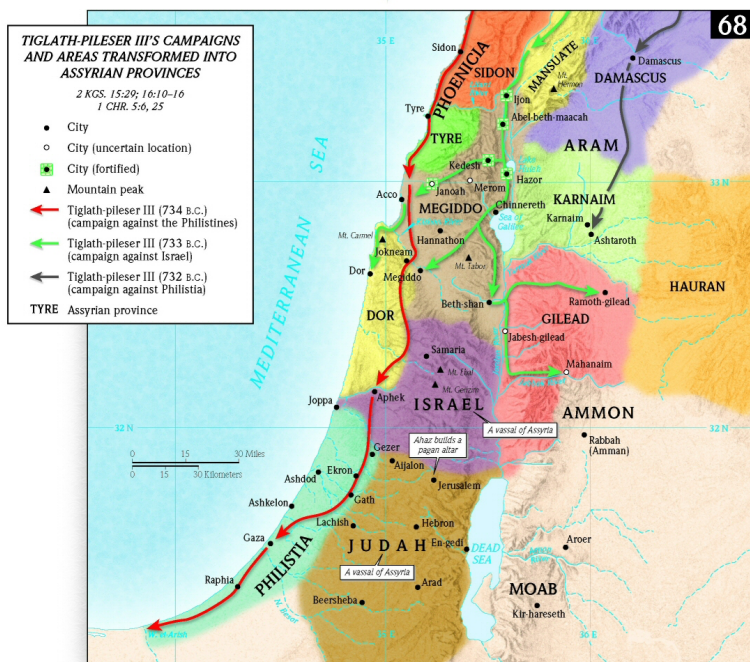 68
TIGLATH-PILESER III'S CAMPAIGNS
AND AREAS TRANSFORMED INTO
ASSYRIAN PROVINCES
2 KGS. 15:29; 16:10–16
1 CHR. 5:6, 25
City
City (uncertain location)
City (fortified)
Mountain peak
Tiglath-pileser III (734 B.C.)
(campaign against the Philistines)
Tiglath-pileser III (733 B.C.)
(campaign against Israel)
Tiglath-pileser III (732 B.C.)
(campaign against Philistia)
TYRE Assyrian province
35 E
Sidon
PHOENICIA
SIDON
MANSUATE
Mt.
Hermon
Damascus
DAMASCUS
Ijon
Abel-beth-maacah
Tyre
TYRE
ARAM
Kedesh
Hazor
33 N
33
Janoah
Merom
Acco
MEGIDDO
Chinnereth
Sea of
Galilee
KARNAIM
Karnaim
Ashtaroth
Mt. Carmel
Hannathon
Jokneam
Mt. Tabor
Dor
Megiddo
MEDITERRANEAN SEA
Beth-shan
Ramoth-gilead
HAURAN
DOR
GILEAD
Jabesh-gilead
Samaria
Mt. Ebal
Mt. Gerizim
Mahanaim
Joppa
Aphek
ISRAEL
A vassal of Assyria
AMMON
32 N
32 N
Rabbah
(Amman)
Ahaz builds a
pagan altar
0 15 30 Miles
0 15 30 Kilometers
Gezer
Aijalon
Ekron
Jerusalem
Ashdod
Gath
Ashkelon
Lachish
Hebron
Gaza
JUDAH
En-gedi
DEAD
SEA
Aroer
A vassal of Assyria
PHILISTIA
Raphia
Arad
MOAB
Beersheba
Kir-hareseth
N. Besor
W. el-Arish
35 E
36 E